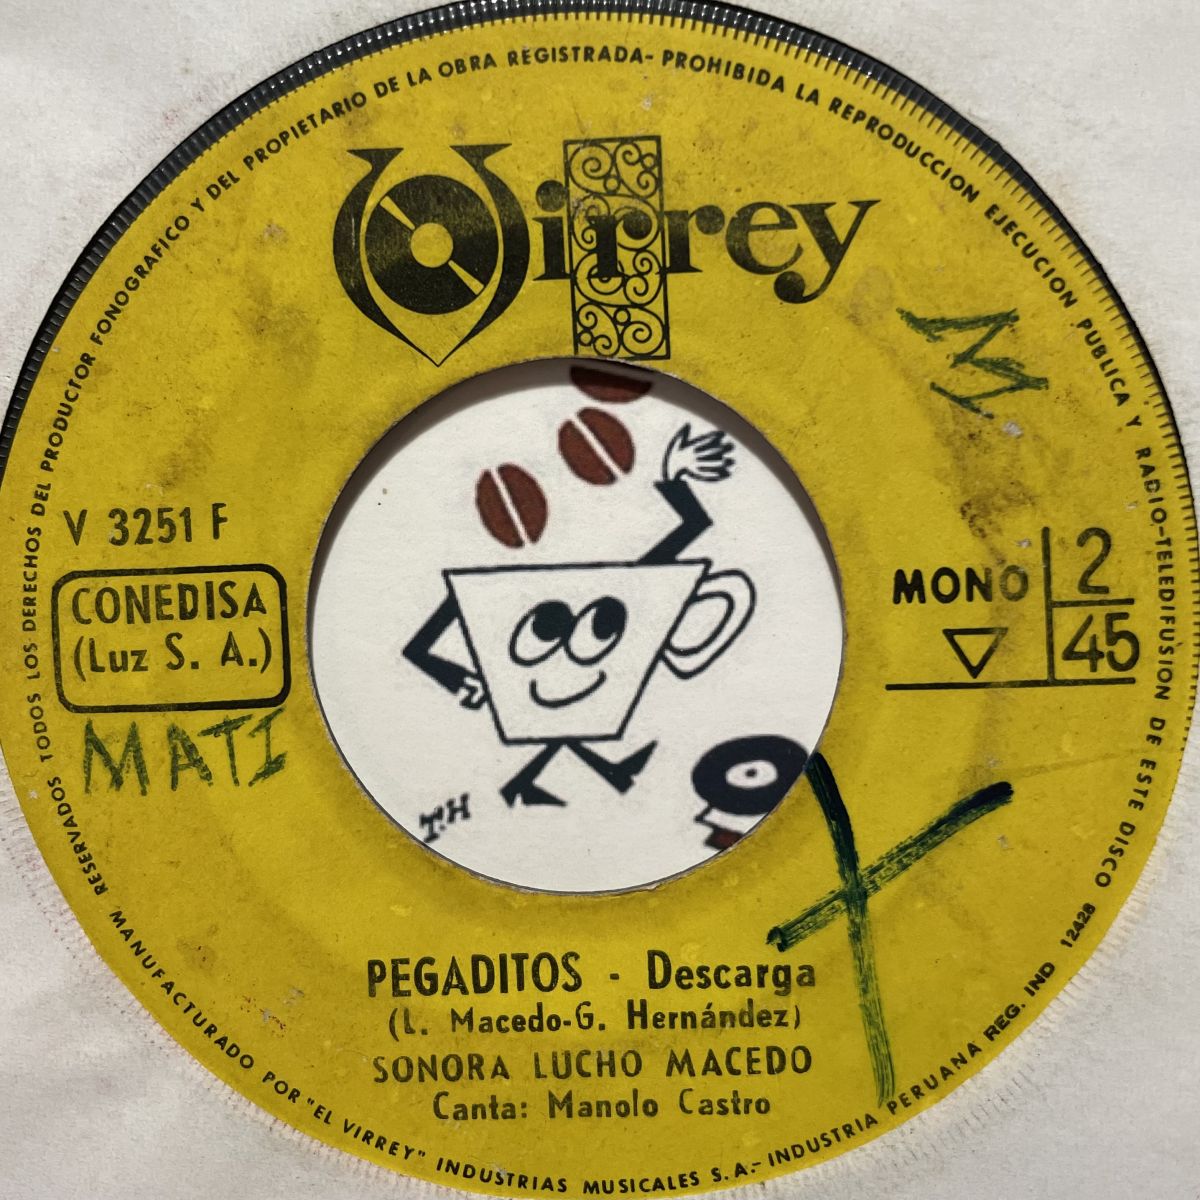 TODOS LOS DERECHOS DEL PRODUCTOR FONOGRAFICO Y DEL PROPIETARIO DE LA OBRA REGISTRADA- PROHIBIDA LA REPRODUCCION EJECUCION PUBLICA Y RADIO-TELEDIFUSION DE ESTE DISCO
Virrey
M
V 3251 F
CONEDISA
(Luz S. A.)
MONO 2
45
MATI
T.H
PEGADITOS - Descarga
(L. Macedo-G. Hernández)
SONORA LUCHO MACEDO
Canta: Manolo Castro
RESERVADOS MANUFACTURADO POR "EL VIRREY" INDUSTRIAS MUSICALES S.A.- INDUSTRIA PERUANA REG. IND 12428